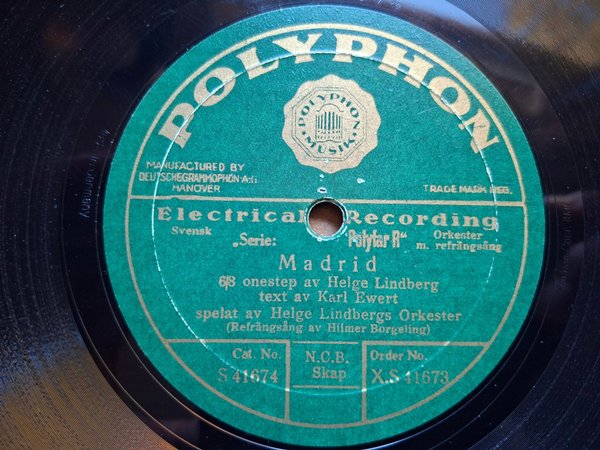 POLYPHON
POLYPHON
MUSIK
MANUFACTURED BY
DEUTSCHE GRAMMOPHON A.G.
HANOVER
TRADE MARK REG.
Electrical Recording
Svensk „Serie: Polyfar R“ Orkester
m. refrängsång
Madrid
6/8 onestep av Helge Lindberg
text av Karl Ewert
spelat av Helge Lindbergs Orkester
(Refrängsång av Hilmer Borgeling)
Cat. No. N.C.B. Order No.
S 41674 Skap X.S 41673